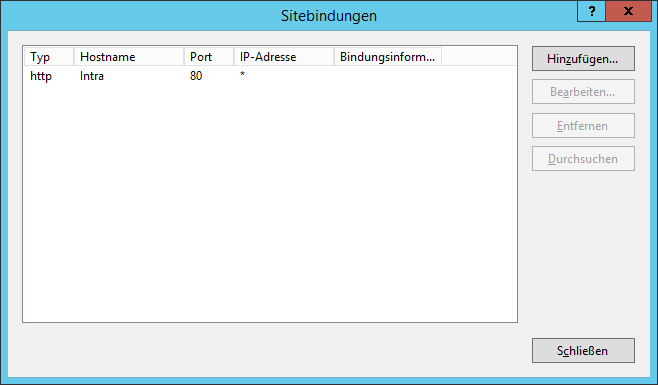 Sitebindungen
? x
Typ Hostname Port IP-Adresse Bindungsinform...
http Intra 80 *
Hinzufügen...
Bearbeiten...
Entfernen
Durchsuchen
Schließen